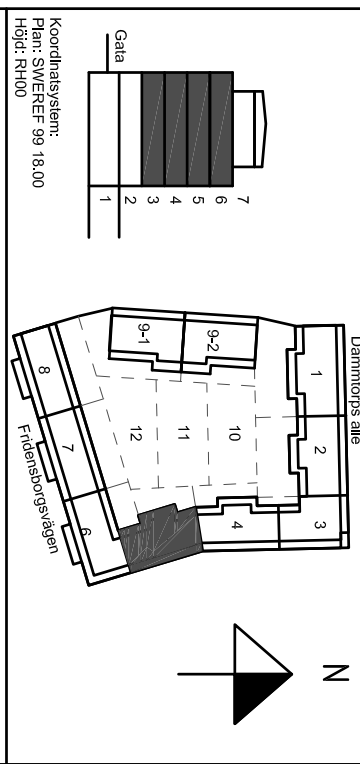 Gata
1
2
3
4
5
6
7
Koordinatsystem:
Plan: SWEREF 99 18.00
Höjd: RH00
Dammtorps alle
1
2
3
4
9-1
9-2
10
11
12
8
7
6
Fridensborgsvägen
N